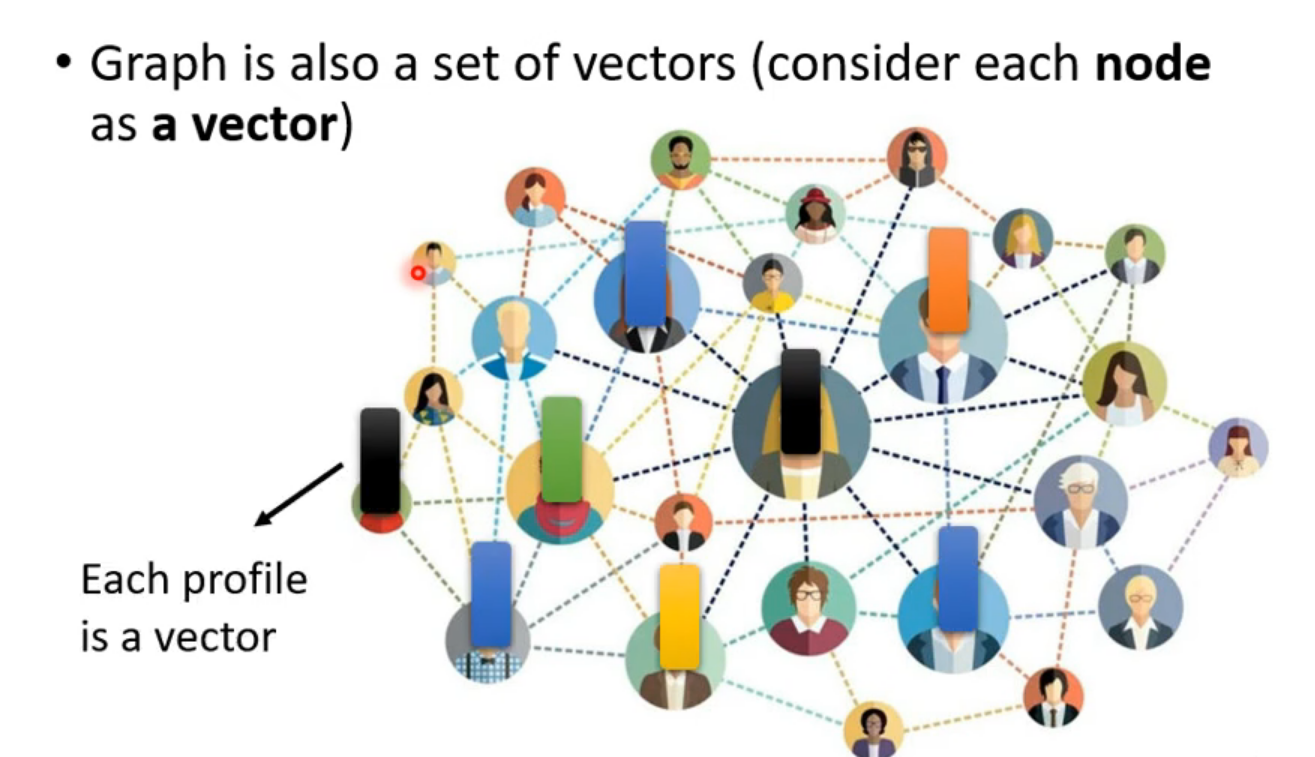 • Graph is also a set of vectors (consider each node
as a vector)
Each profile
is a vector